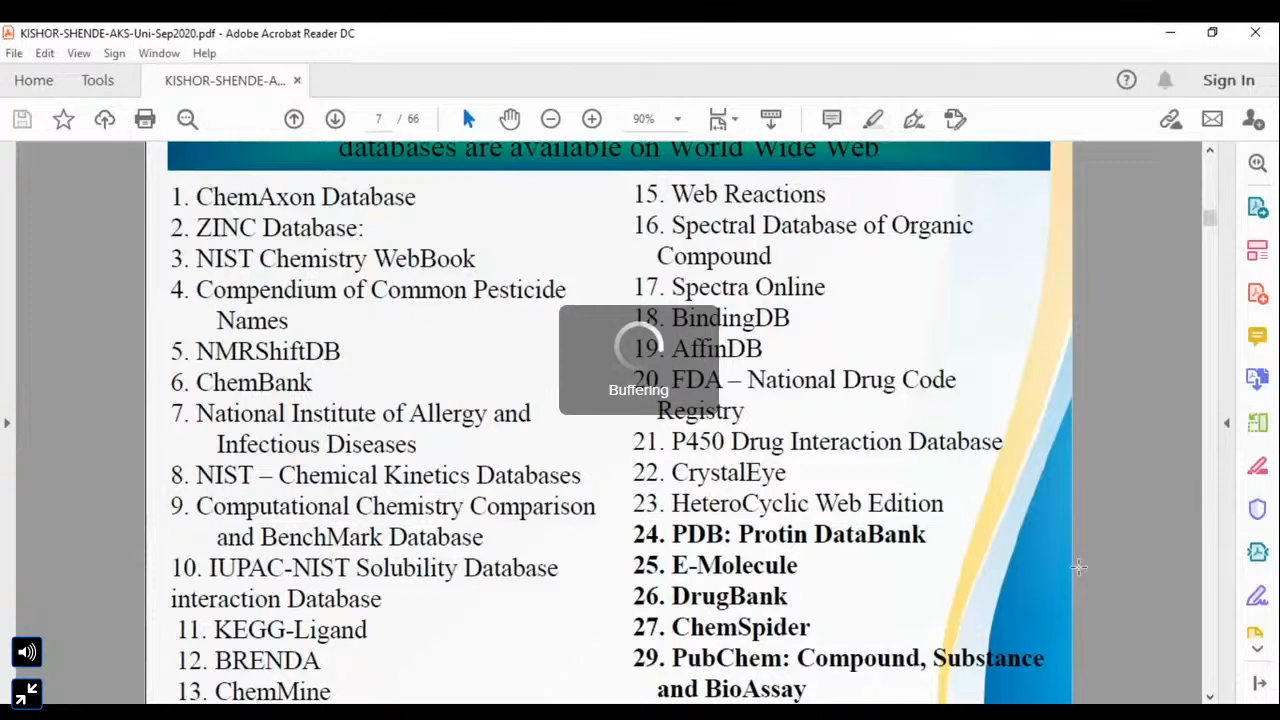 KISHOR-SHENDE-AKS-Uni-Sep2020.pdf - Adobe Acrobat Reader DC
File Edit View Sign Window Help
Home Tools KISHOR-SHENDE-A... × Sign In
7 / 66 90%
databases are available on World Wide Web
1. ChemAxon Database
2. ZINC Database:
3. NIST Chemistry WebBook
4. Compendium of Common Pesticide
Names
5. NMRShiftDB
6. ChemBank
7. National Institute of Allergy and
Infectious Diseases
8. NIST – Chemical Kinetics Databases
9. Computational Chemistry Comparison
and BenchMark Database
10. IUPAC-NIST Solubility Database
interaction Database
11. KEGG-Ligand
12. BRENDA
13. ChemMine
15. Web Reactions
16. Spectral Database of Organic
Compound
17. Spectra Online
18. BindingDB
19. AffinDB
20. FDA – National Drug Code
Registry
21. P450 Drug Interaction Database
22. CrystalEye
23. HeteroCyclic Web Edition
24. PDB: Protin DataBank
25. E-Molecule
26. DrugBank
27. ChemSpider
29. PubChem: Compound, Substance
and BioAssay
Buffering